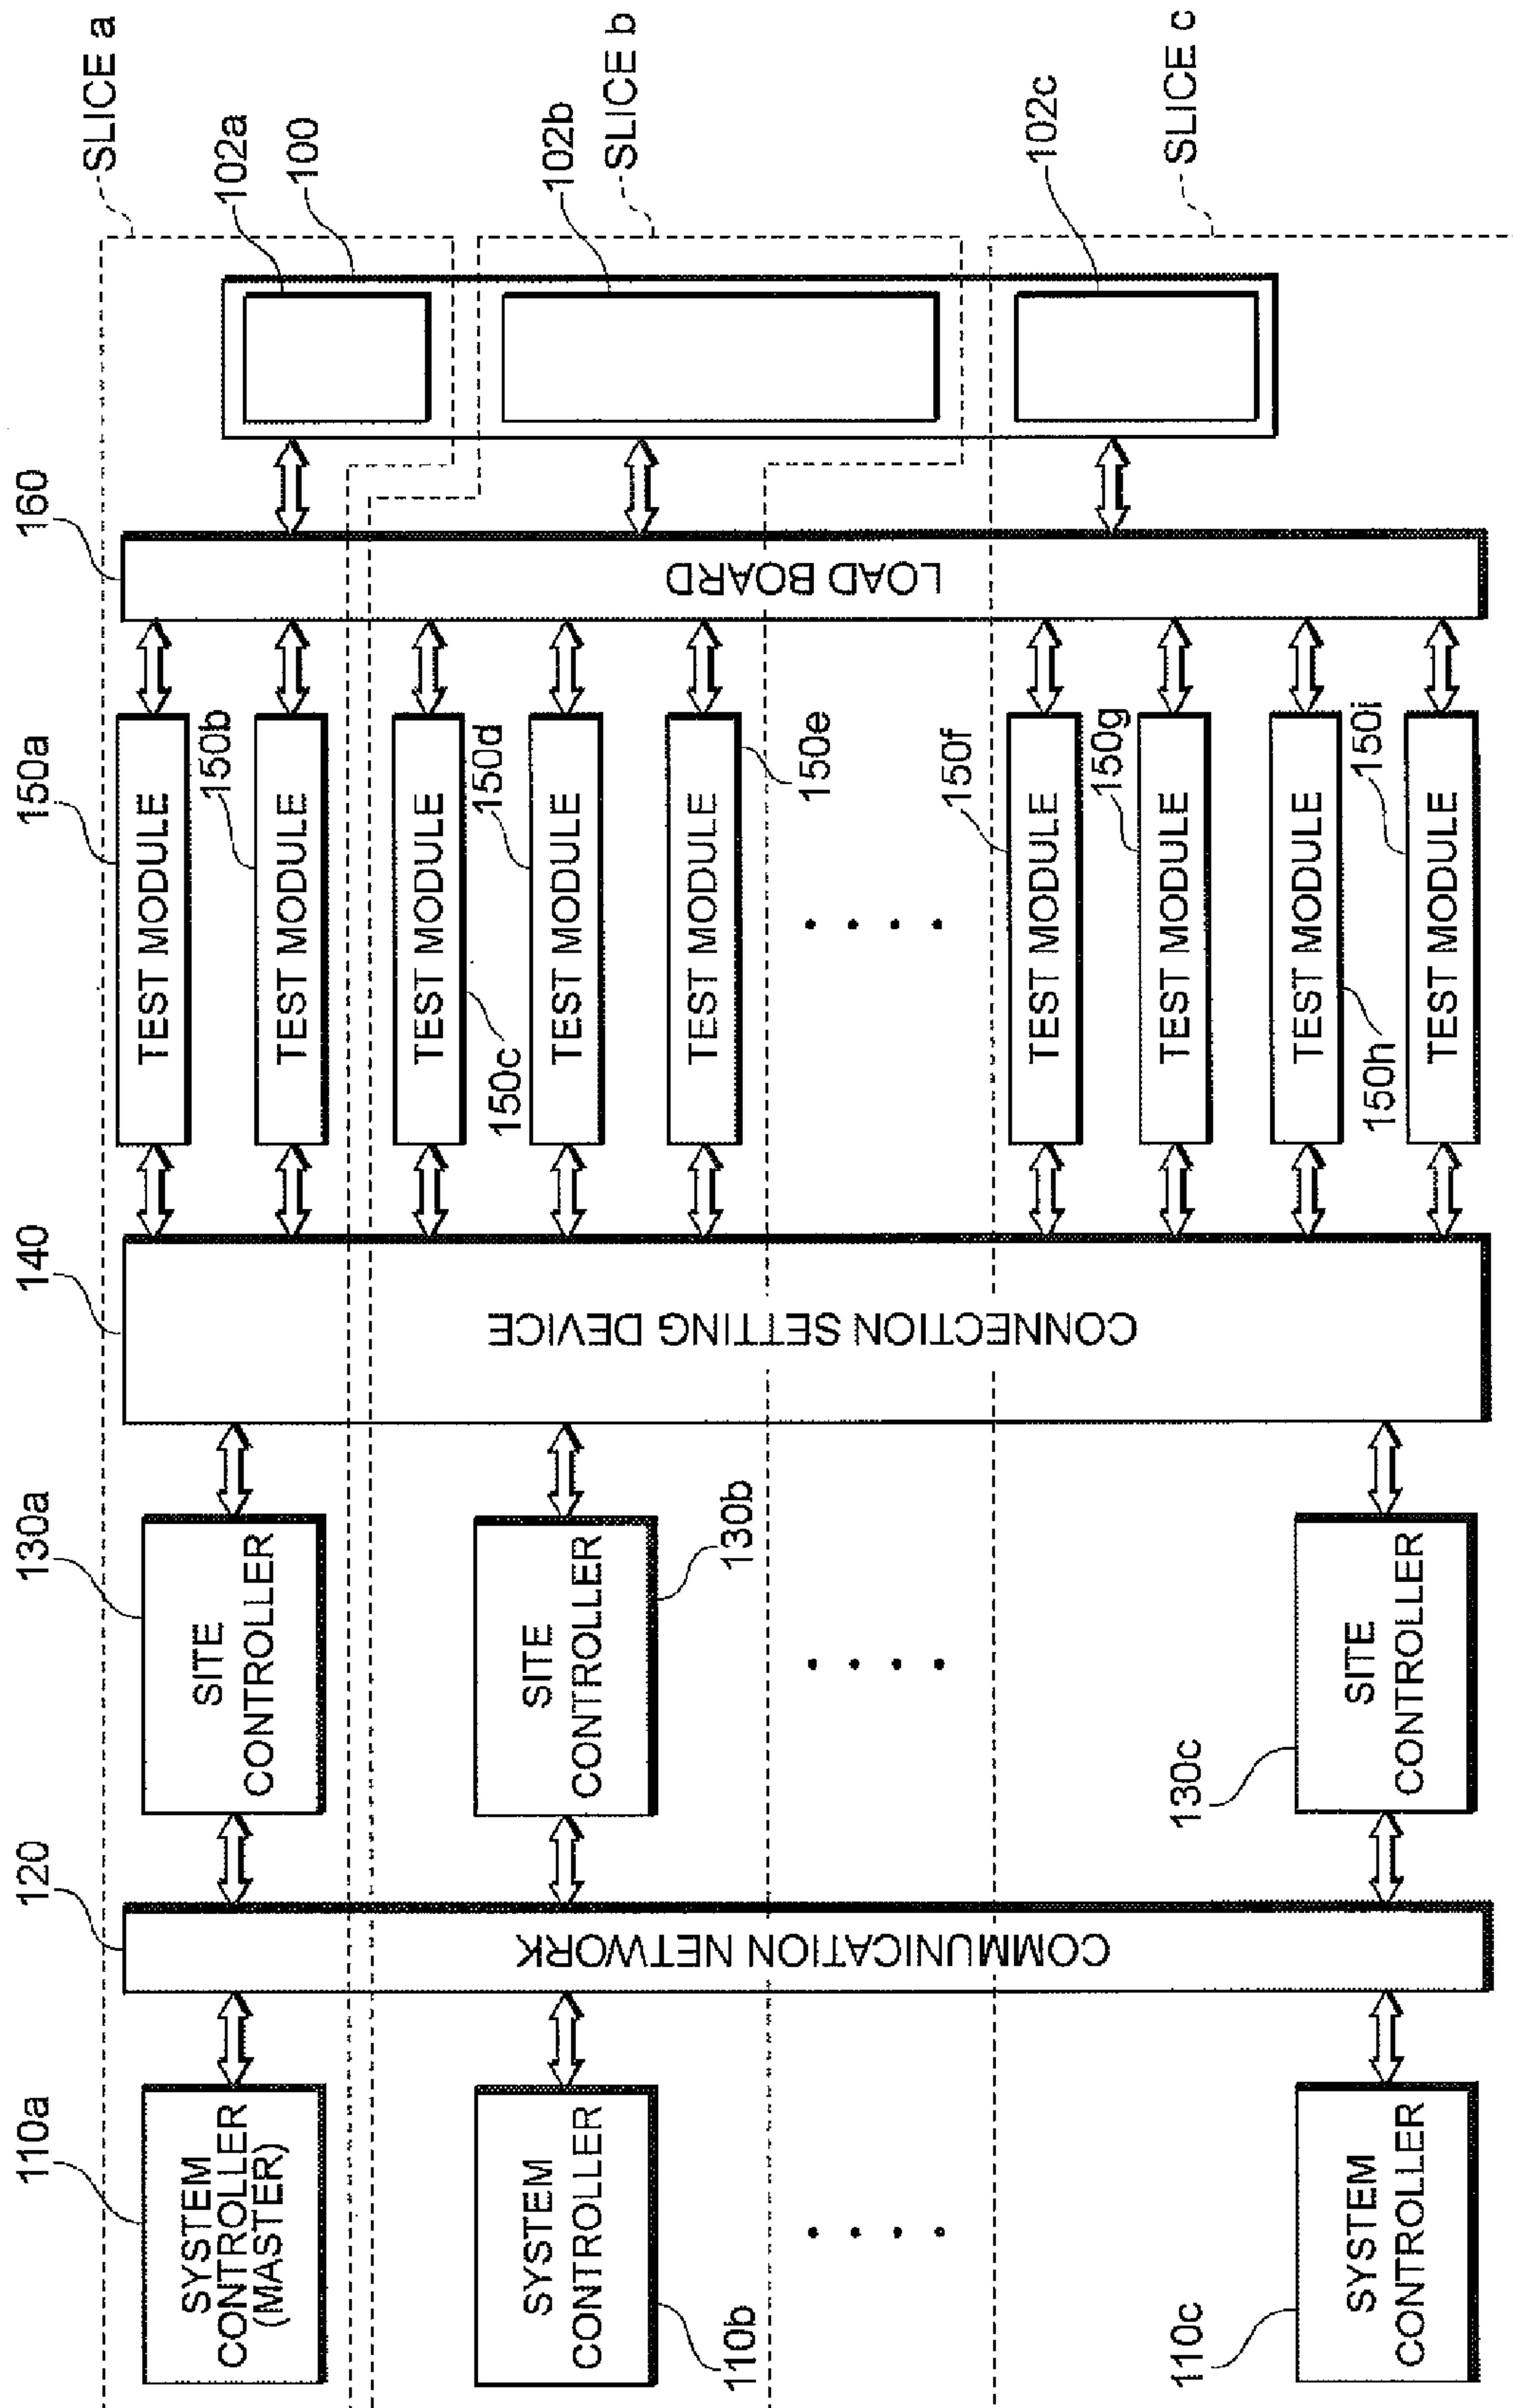 SLICE a
102a
100
SLICE b
102b
102c
SLICE c
160
LOAD BOARD
150a
TEST MODULE
150b
TEST MODULE
TEST MODULE
150c
150d
TEST MODULE
TEST MODULE
150e
150f
TEST MODULE
150g
TEST MODULE
TEST MODULE
150h
150i
TEST MODULE
140
CONNECTION SETTING DEVICE
130a
SITE
CONTROLLER
SITE
CONTROLLER
130b
130c
SITE
CONTROLLER
120
COMMUNICATION NETWORK
110a
SYSTEM
CONTROLLER
(MASTER)
SYSTEM
CONTROLLER
110b
110c
SYSTEM
CONTROLLER